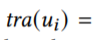 tra(uᵢ) =